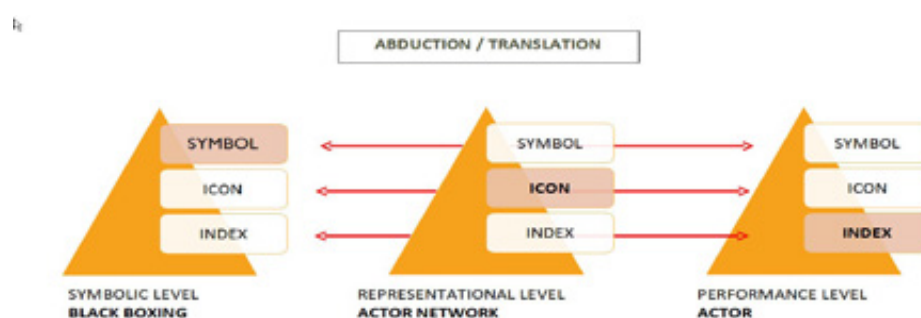 ABDUCTION / TRANSLATION
SYMBOL
ICON
INDEX
SYMBOLIC LEVEL
BLACK BOXING
SYMBOL
ICON
INDEX
REPRESENTATIONAL LEVEL
ACTOR NETWORK
SYMBOL
ICON
INDEX
PERFORMANCE LEVEL
ACTOR